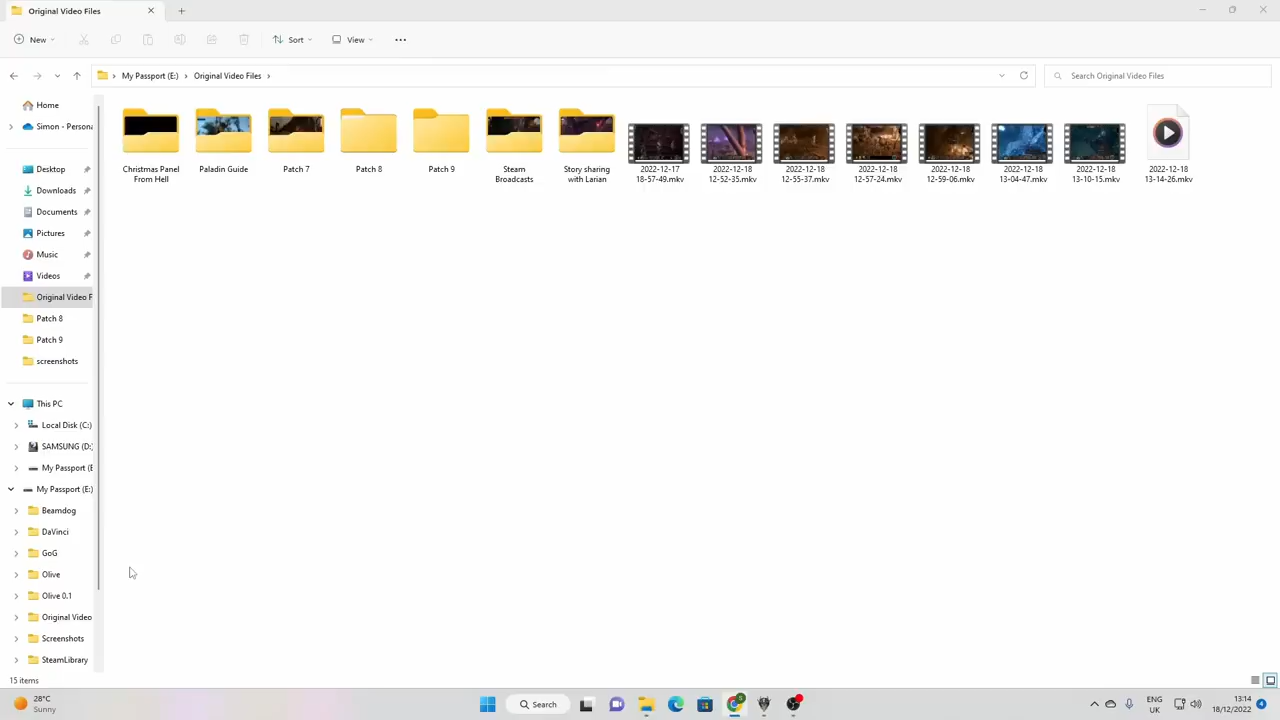 Original Video Files
New
Sort
View
My Passport (E:)
Original Video Files
Search Original Video Files
Home
Simon - Persona
Desktop
Downloads
Documents
Pictures
Music
Videos
Original Video F
Patch 8
Patch 9
screenshots
This PC
Local Disk (C:)
SAMSUNG (D:)
My Passport (E
My Passport (E:)
Beamdog
DaVinci
GoG
Olive
Olive 0.1
Original Video
Screenshots
SteamLibrary
Christmas Panel
From Hell
Paladin Guide
Patch 7
Patch 8
Patch 9
Steam
Broadcasts
Story sharing
with Larian
2022-12-17
18-57-49.mkv
2022-12-18
12-52-35.mkv
2022-12-18
12-55-37.mkv
2022-12-18
12-57-24.mkv
2022-12-18
12-59-06.mkv
2022-12-18
13-04-47.mkv
2022-12-18
13-10-15.mkv
2022-12-18
13-14-26.mkv
15 items
28°C
Sunny
Search
ENG
UK
13:14
18/12/2022